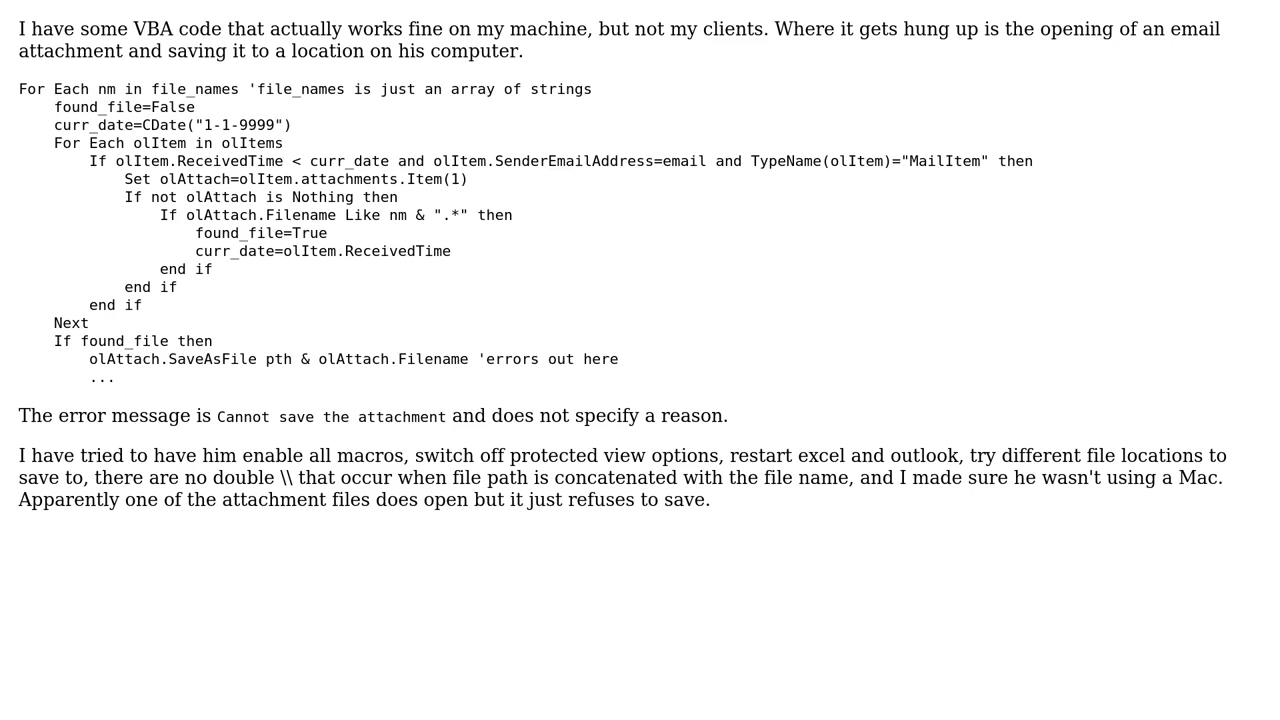 I have some VBA code that actually works fine on my machine, but not my clients. Where it gets hung up is the opening of an email
attachment and saving it to a location on his computer.
For Each nm in file_names 'file_names is just an array of strings
    found_file=False
    curr_date=CDate("1-1-9999")
    For Each olItem in olItems
        If olItem.ReceivedTime < curr_date and olItem.SenderEmailAddress=email and TypeName(olItem)="MailItem" then
            Set olAttach=olItem.attachments.Item(1)
            If not olAttach is Nothing then
                If olAttach.Filename Like nm & ".*" then
                    found_file=True
                    curr_date=olItem.ReceivedTime
                end if
            end if
        end if
    Next
    If found_file then
        olAttach.SaveAsFile pth & olAttach.Filename 'errors out here
        ...
The error message is Cannot save the attachment and does not specify a reason.
I have tried to have him enable all macros, switch off protected view options, restart excel and outlook, try different file locations to
save to, there are no double \\ that occur when file path is concatenated with the file name, and I made sure he wasn't using a Mac.
Apparently one of the attachment files does open but it just refuses to save.